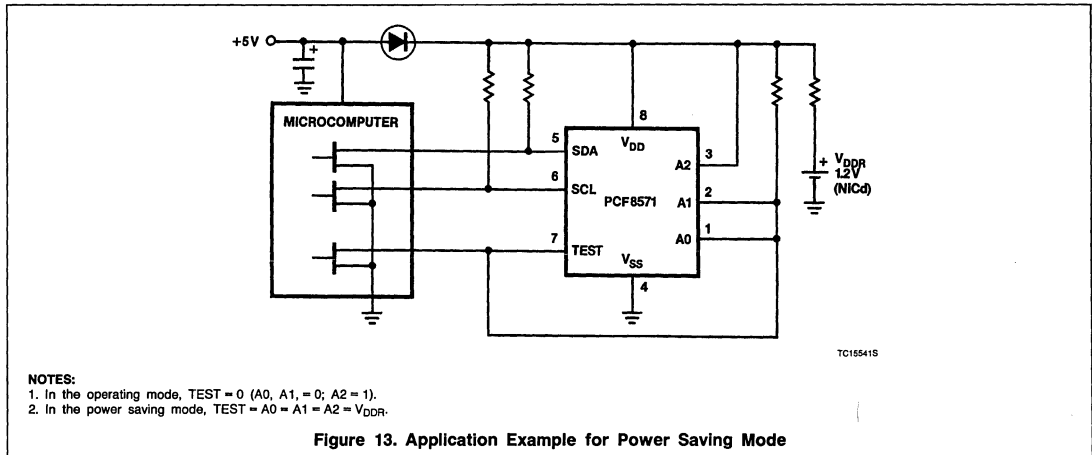 +5V
+
MICROCOMPUTER
8
5
SDA
VDD
A2
3
6
SCL
PCF8571
A1
2
7
TEST
A0
1
VSS
4
+ VDDR
1.2V
(NiCd)
TC15541S
NOTES:
1. In the operating mode, TEST = 0 (A0, A1, = 0; A2 = 1).
2. In the power saving mode, TEST = A0 = A1 = A2 = VDDR.
Figure 13. Application Example for Power Saving Mode